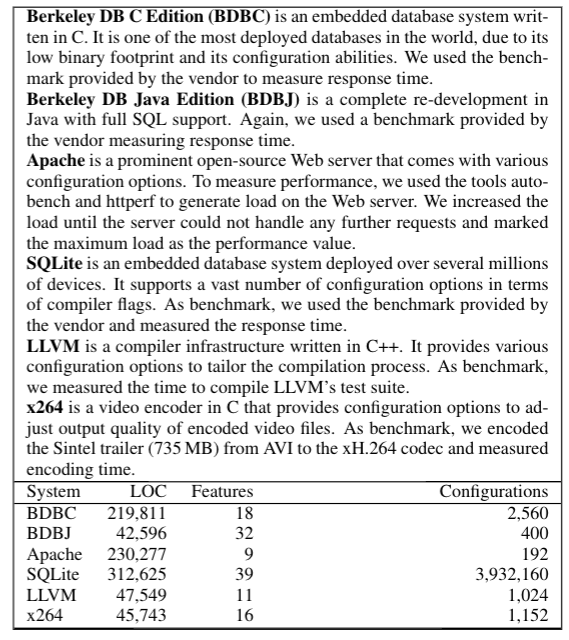 Berkeley DB C Edition (BDBC) is an embedded database system writ-
ten in C. It is one of the most deployed databases in the world, due to its
low binary footprint and its configuration abilities. We used the bench-
mark provided by the vendor to measure response time.
Berkeley DB Java Edition (BDBJ) is a complete re-development in
Java with full SQL support. Again, we used a benchmark provided by
the vendor measuring response time.
Apache is a prominent open-source Web server that comes with various
configuration options. To measure performance, we used the tools auto-
bench and httperf to generate load on the Web server. We increased the
load until the server could not handle any further requests and marked
the maximum load as the performance value.
SQLite is an embedded database system deployed over several millions
of devices. It supports a vast number of configuration options in terms
of compiler flags. As benchmark, we used the benchmark provided by
the vendor and measured the response time.
LLVM is a compiler infrastructure written in C++. It provides various
configuration options to tailor the compilation process. As benchmark,
we measured the time to compile LLVM's test suite.
x264 is a video encoder in C that provides configuration options to ad-
just output quality of encoded video files. As benchmark, we encoded
the Sintel trailer (735 MB) from AVI to the xH.264 codec and measured
encoding time.
System LOC Features Configurations
BDBC 219,811 18 2,560
BDBJ 42,596 32 400
Apache 230,277 9 192
SQLite 312,625 39 3,932,160
LLVM 47,549 11 1,024
x264 45,743 16 1,152